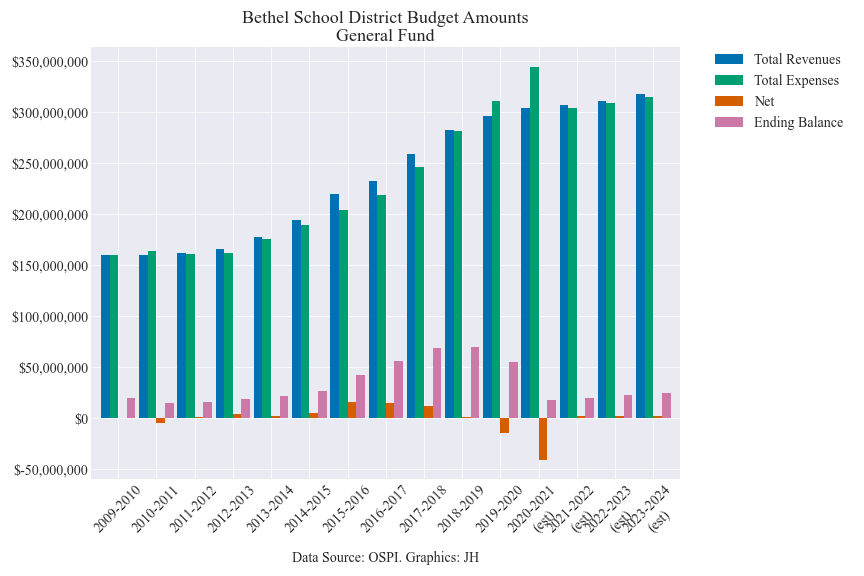 Bethel School District Budget Amounts
General Fund
$350,000,000
$300,000,000
$250,000,000
$200,000,000
$150,000,000
$100,000,000
$50,000,000
$0
$-50,000,000
Total Revenues
Total Expenses
Net
Ending Balance
2009-2010
2010-2011
2011-2012
2012-2013
2013-2014
2014-2015
2015-2016
2016-2017
2017-2018
2018-2019
2019-2020
2020-2021
(est)
2021-2022
(est)
2022-2023
(est)
2023-2024
(est)
Data Source: OSPI. Graphics: JH